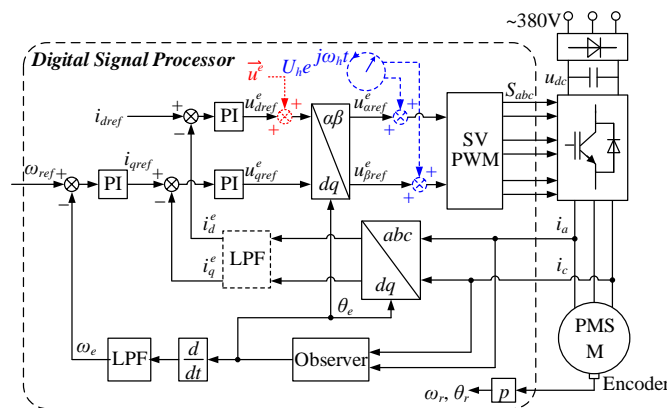 ~380V
Digital Signal Processor
u^e
U_h e^{jω_h t}
S_abc
u_dc
i_dref
PI
u^e_dref
αβ
dq
u^e_αref
SV
PWM
ω_ref
PI
i_qref
PI
u^e_qref
u^e_βref
i^e_d
LPF
i^e_q
abc
dq
i_a
i_c
θ_e
PMS
M
ω_e
LPF
d
dt
Observer
Encoder
ω_r, θ_r
p